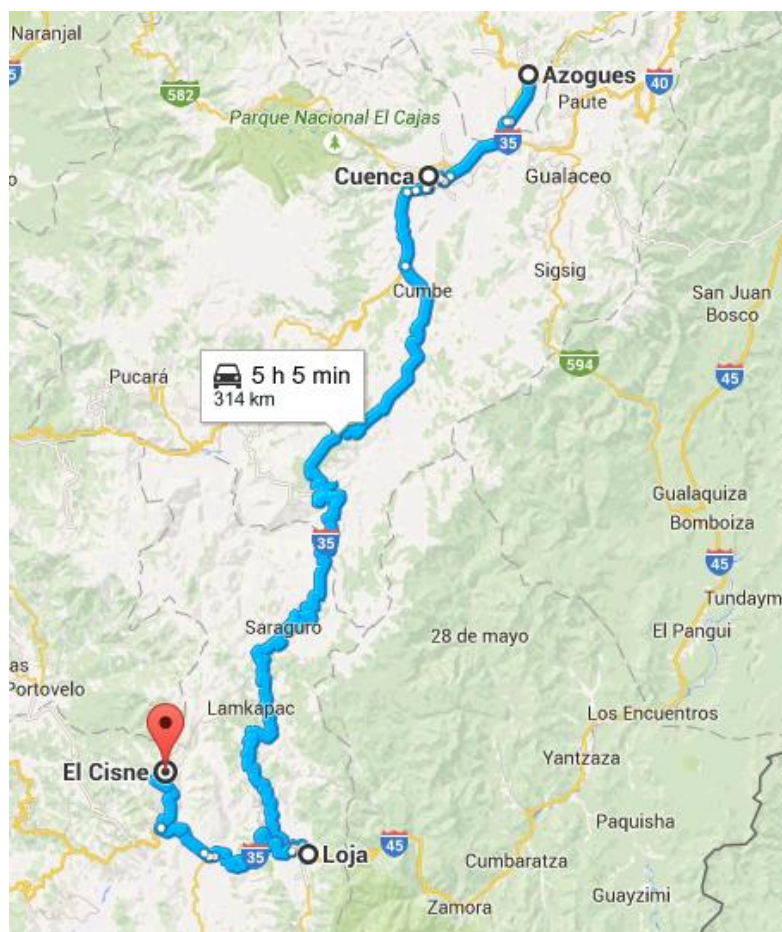 Naranjal
Azogues
582
40
Paute
Parque Nacional El Cajas
35
Cuenca
Gualaceo
Sigsig
Cumbe
San Juan
Bosco
5 h 5 min
314 km
594
Pucará
45
Gualaquiza
Bomboiza
35
45
Tundaym
Saraguro
28 de mayo
El Pangui
as
Portovelo
Lamkapac
Los Encuentros
El Cisne
Yantzaza
Paquisha
35
Loja
45
Cumbaratza
Guayzimi
Zamora